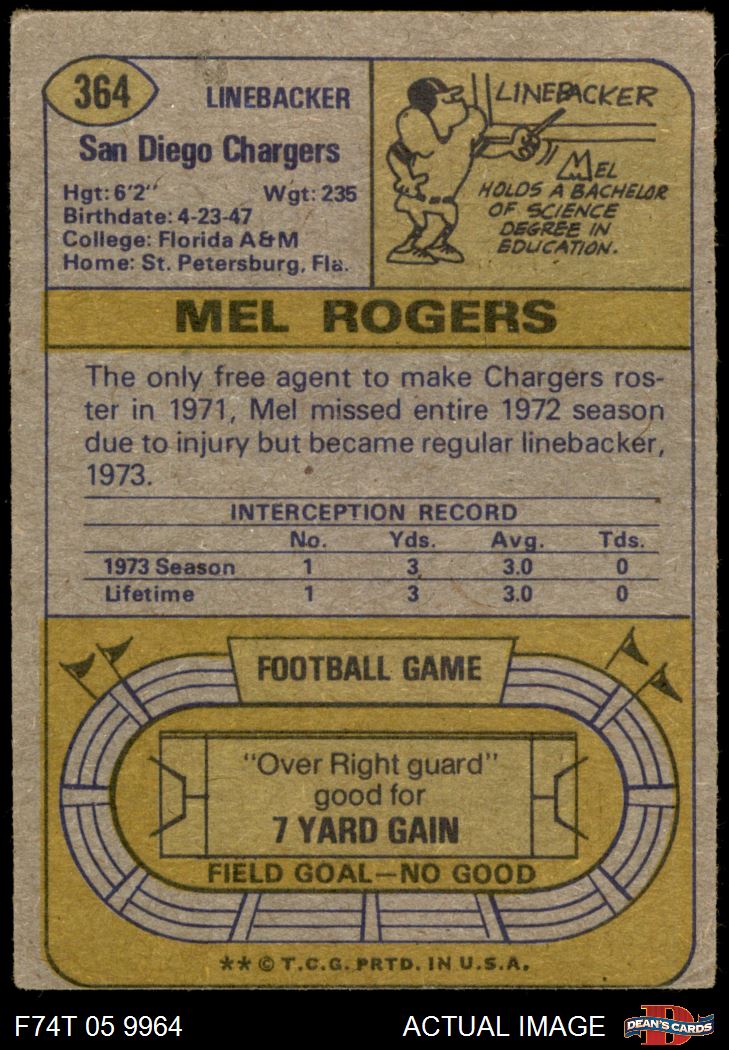 364
LINEBACKER
San Diego Chargers
Hgt: 6'2" Wgt: 235
Birthdate: 4-23-47
College: Florida A&M
Home: St. Petersburg, Fla.
LINEBACKER
MEL
HOLDS A BACHELOR
OF SCIENCE
DEGREE IN
EDUCATION.
MEL ROGERS
The only free agent to make Chargers ros-
ter in 1971, Mel missed entire 1972 season
due to injury but became regular linebacker,
1973.
INTERCEPTION RECORD
No. Yds. Avg. Tds.
1973 Season 1 3 3.0 0
Lifetime 1 3 3.0 0
FOOTBALL GAME
"Over Right guard"
good for
7 YARD GAIN
FIELD GOAL—NO GOOD
** © T.C.G. PRTD. IN U.S.A.
F74T 05 9964 ACTUAL IMAGE
D
DEAN'S CARDS